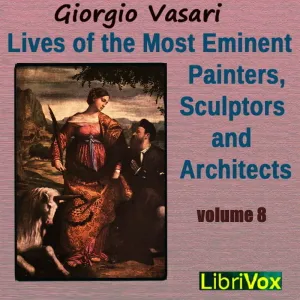 Giorgio Vasari
Lives of the Most Eminent
Painters,
Sculptors
and
Architects
volume 8
LibriVox